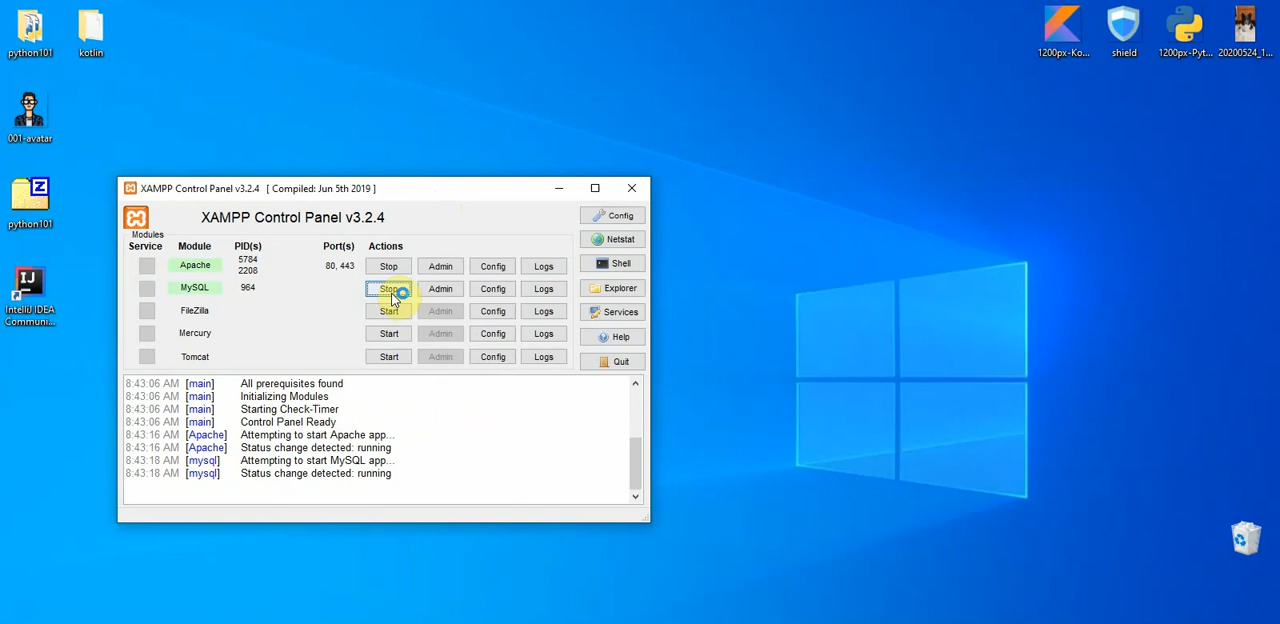 python101
kotlin
1200px-Ko...
shield
1200px-Pyt...
20200524_1...
001-avatar
python101
IntelliJ IDEA
Communi...
XAMPP Control Panel v3.2.4 [ Compiled: Jun 5th 2019 ]
XAMPP Control Panel v3.2.4
Config
Modules
Service Module PID(s) Port(s) Actions
Netstat
Apache 5784 2208 80, 443 Stop Admin Config Logs
Shell
MySQL 964 Stop Admin Config Logs
Explorer
FileZilla Start Admin Config Logs
Services
Mercury Start Admin Config Logs
Help
Tomcat Start Admin Config Logs
Quit
8:43:06 AM [main] All prerequisites found
8:43:06 AM [main] Initializing Modules
8:43:06 AM [main] Starting Check-Timer
8:43:06 AM [main] Control Panel Ready
8:43:16 AM [Apache] Attempting to start Apache app...
8:43:16 AM [Apache] Status change detected: running
8:43:18 AM [mysql] Attempting to start MySQL app...
8:43:18 AM [mysql] Status change detected: running